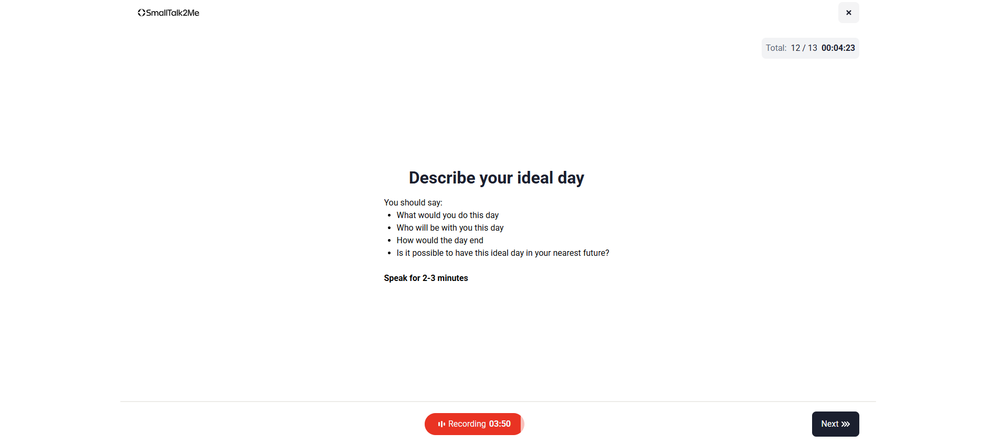 SmallTalk2Me
×
Total: 12 / 13 00:04:23
Describe your ideal day
You should say:
• What would you do this day
• Who will be with you this day
• How would the day end
• Is it possible to have this ideal day in your nearest future?
Speak for 2-3 minutes
Recording 03:50
Next